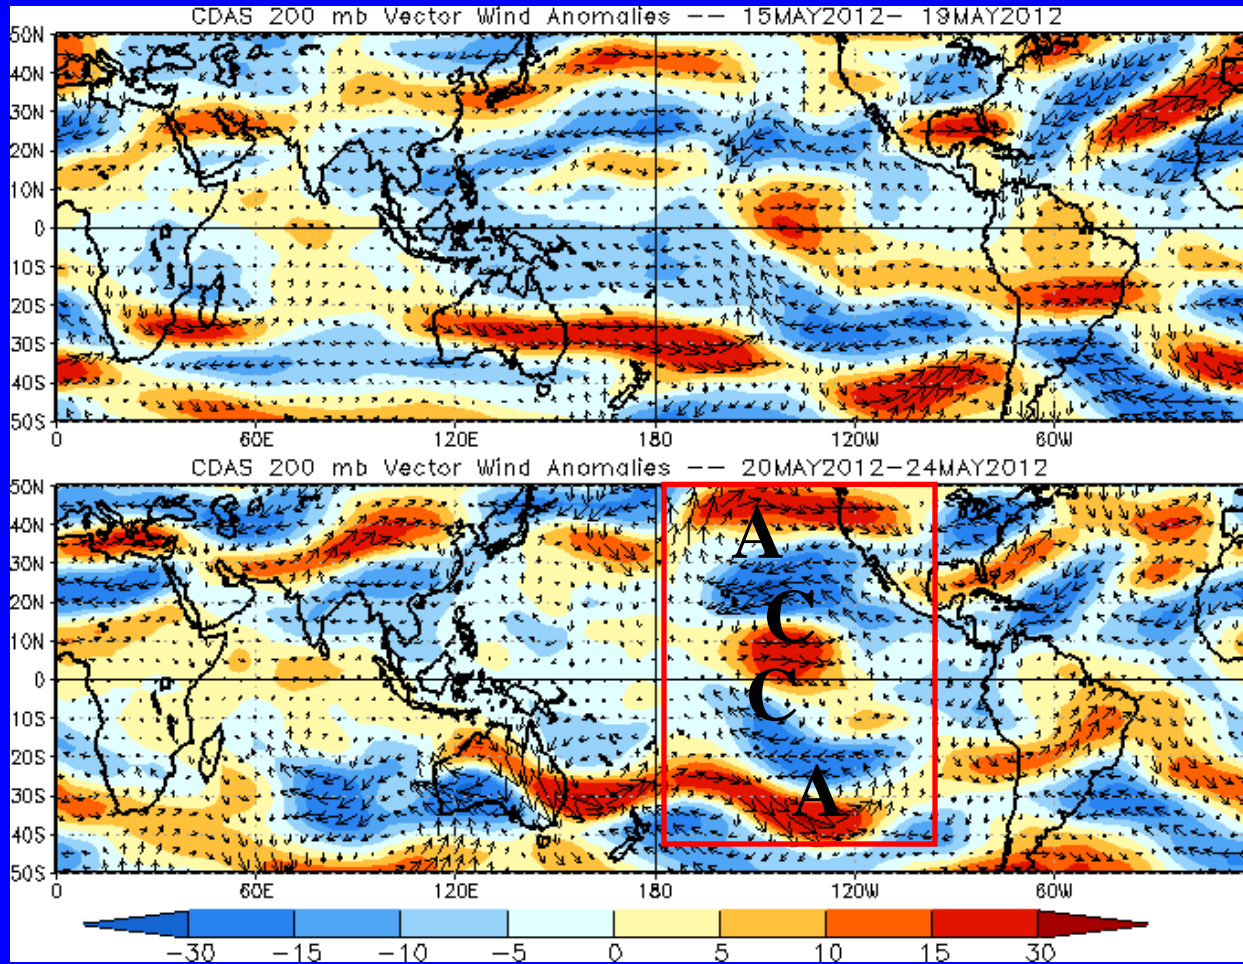 CDAS 200 mb Vector Wind Anomalies -- 15MAY2012- 19MAY2012
50N
40N
30N
20N
10N
0
10S
20S
30S
40S
50S
0 60E 120E 180 120W 60W
CDAS 200 mb Vector Wind Anomalies -- 20MAY2012-24MAY2012
50N
40N
A
30N
20N
C
10N
0
C
10S
20S
A
30S
40S
50S
0 60E 120E 180 120W 60W
-30 -15 -10 -5 0 5 10 15 30